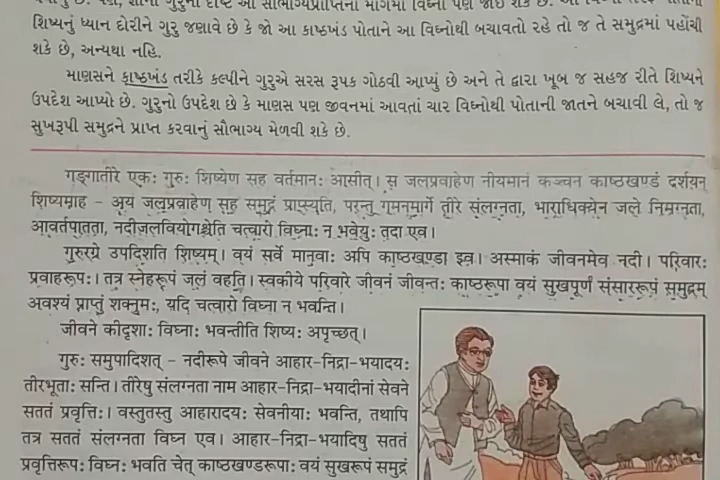 શિષ્યનું ધ્યાન દોરીને ગુરુ જણાવે છે કે જો આ કાષ્ઠખંડ પોતાને આ વિઘ્નોથી બચાવતો રહે તો જ તે સમુદ્રમાં પહોંચી
શકે છે, અન્યથા નહિ.
માણસને કાષ્ઠખંડ તરીકે કલ્પીને ગુરુએ સરસ રૂપક ગોઠવી આપ્યું છે અને તે દ્વારા ખૂબ જ સહજ રીતે શિષ્યને
ઉપદેશ આપ્યો છે. ગુરુનો ઉપદેશ છે કે માણસ પણ જીવનમાં આવતાં ચાર વિઘ્નોથી પોતાની જાતને બચાવી લે, તો જ
સુખરૂપી સમુદ્રને પ્રાપ્ત કરવાનું સૌભાગ્ય મેળવી શકે છે.
गङ्गातीरे एकः गुरुः शिष्येण सह वर्तमानः आसीत्। स जलप्रवाहेण नीयमानं कञ्चन काष्ठखण्डं दर्शयन्
शिष्यमाह – अयं जलप्रवाहेण सह समुद्रं प्राप्स्यति, परन्तु गमनमार्गे तीरे संलग्नता, भाराधिक्येन जले निमग्नता,
आवर्तपातता, नदीजलवियोगश्चेति चत्वारो विघ्नाः न भवेयुः तदा एव।
गुरुरग्रे उपदिशति शिष्यम्। वयं सर्वे मानवाः अपि काष्ठखण्डा इव। अस्माकं जीवनमेव नदी। परिवारः
प्रवाहरूपः। तत्र स्नेहरूपं जलं वहति। स्वकीये परिवारे जीवनं जीवन्तः काष्ठरूपा वयं सुखपूर्णं संसाररूपं समुद्रम्
अवश्यं प्राप्तुं शक्नुमः, यदि चत्वारो विघ्ना न भवन्ति।
जीवने कीदृशाः विघ्नाः भवन्तीति शिष्यः अपृच्छत्।
गुरुः समुपादिशत् – नदीरूपे जीवने आहार-निद्रा-भयादयः
तीरभूताः सन्ति। तीरेषु संलग्नता नाम आहार-निद्रा-भयादीनां सेवने
सततं प्रवृत्तिः। वस्तुतस्तु आहारादयः सेवनीयाः भवन्ति, तथापि
तत्र सततं संलग्नता विघ्न एव। आहार-निद्रा-भयादिषु सततं
प्रवृत्तिरूपः विघ्नः भवति चेत् काष्ठखण्डरूपाः वयं सुखरूपं समुद्रं